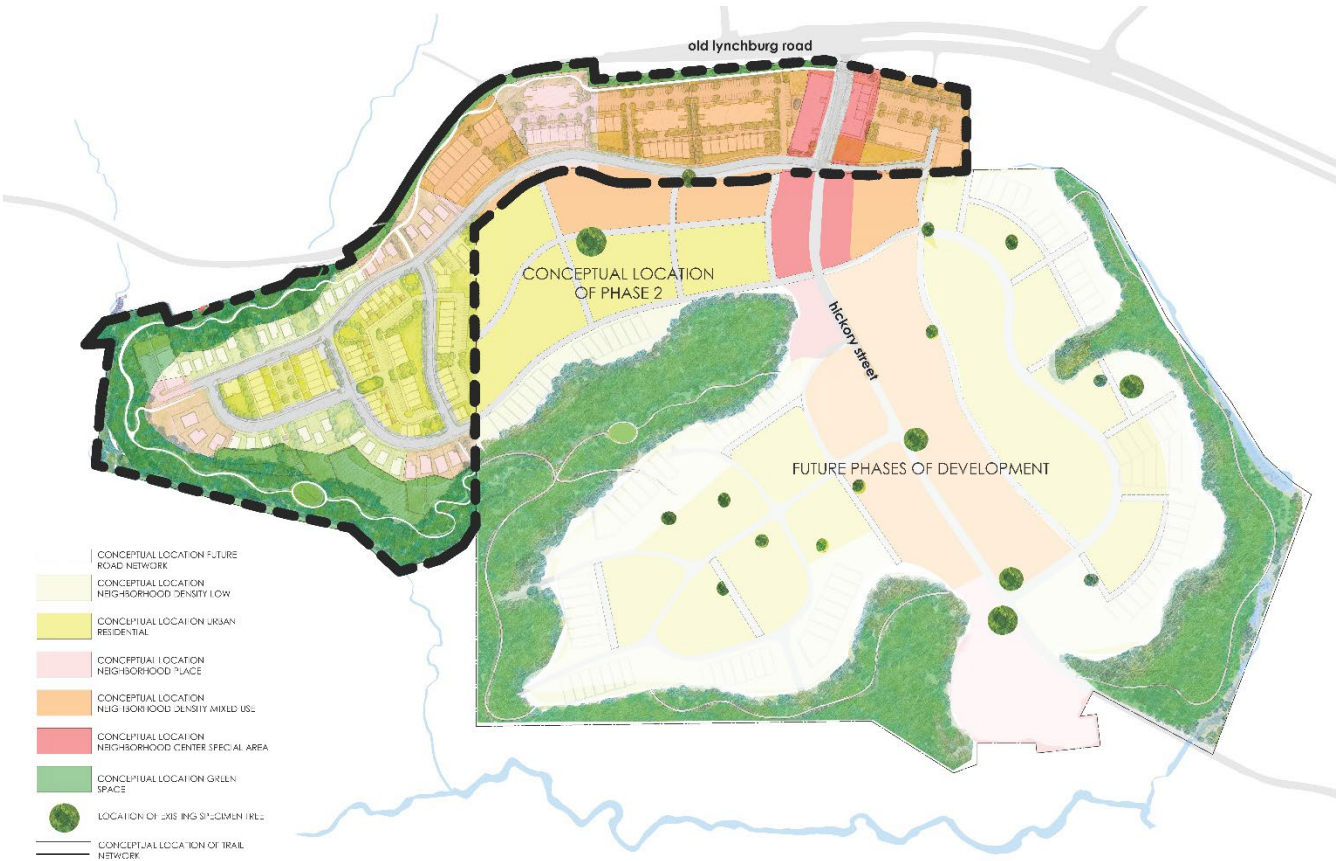 old lynchburg road
CONCEPTUAL LOCATION
OF PHASE 2
hickory street
FUTURE PHASES OF DEVELOPMENT
CONCEPTUAL LOCATION FUTURE
ROAD NETWORK
CONCEPTUAL LOCATION
NEIGHBORHOOD DENSITY LOW
CONCEPTUAL LOCATION URBAN
RESIDENTIAL
CONCEPTUAL LOCATION
NEIGHBORHOOD PLACE
CONCEPTUAL LOCATION
NEIGHBORHOOD DENSITY MIXED USE
CONCEPTUAL LOCATION
NEIGHBORHOOD CENTER SPECIAL AREA
CONCEPTUAL LOCATION GREEN
SPACE
LOCATION OF EXISTING SPECIMEN TREE
CONCEPTUAL LOCATION OF TRAIL
NETWORK